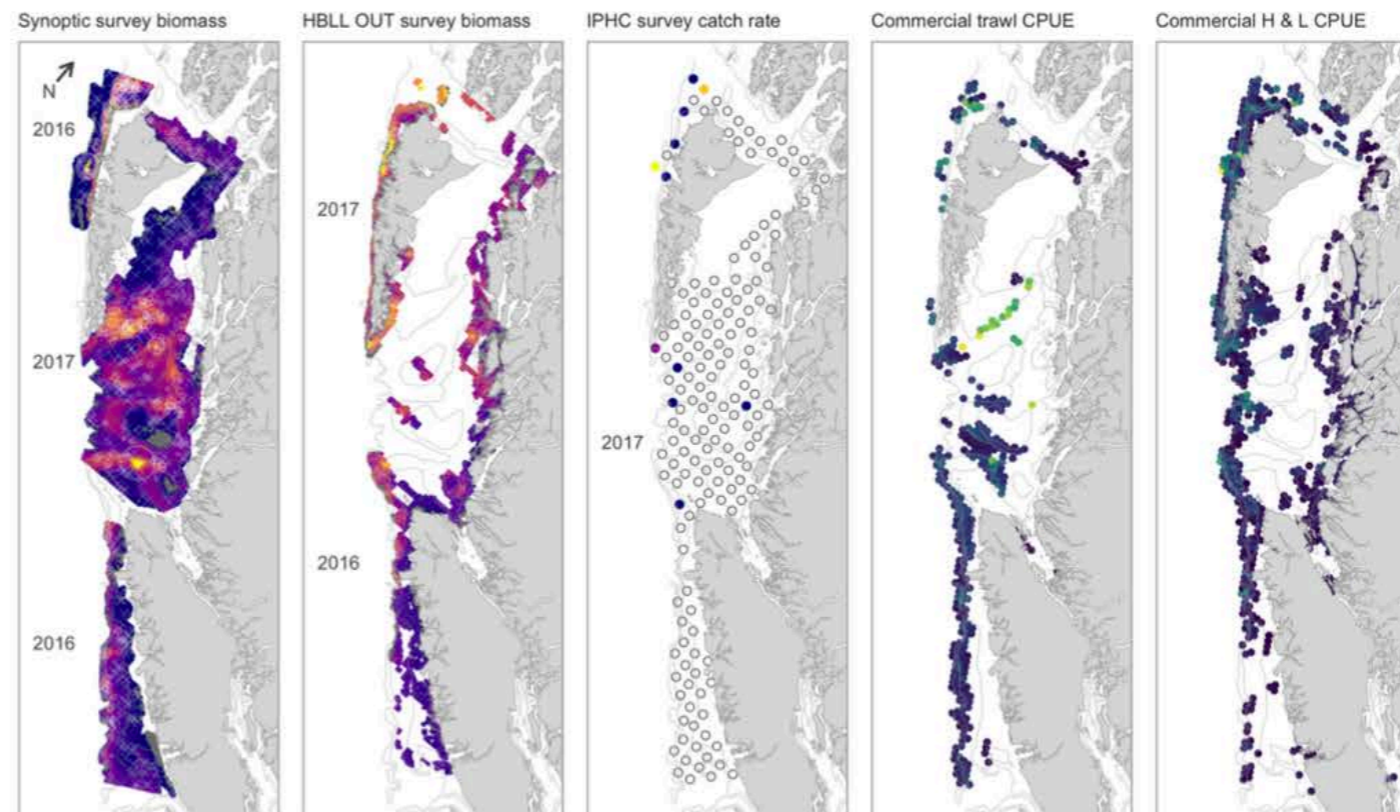 Synoptic survey biomass
HBLL OUT survey biomass
IPHC survey catch rate
Commercial trawl CPUE
Commercial H & L CPUE
N
2016
2017
2016
2017
2016
2017